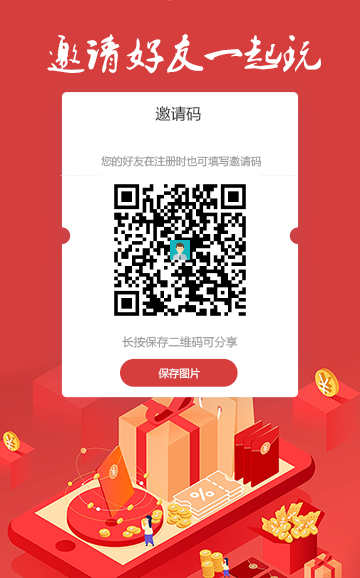 邀请好友一起玩
邀请码
您的好友在注册时也可填写邀请码
长按保存二维码可分享
保存图片